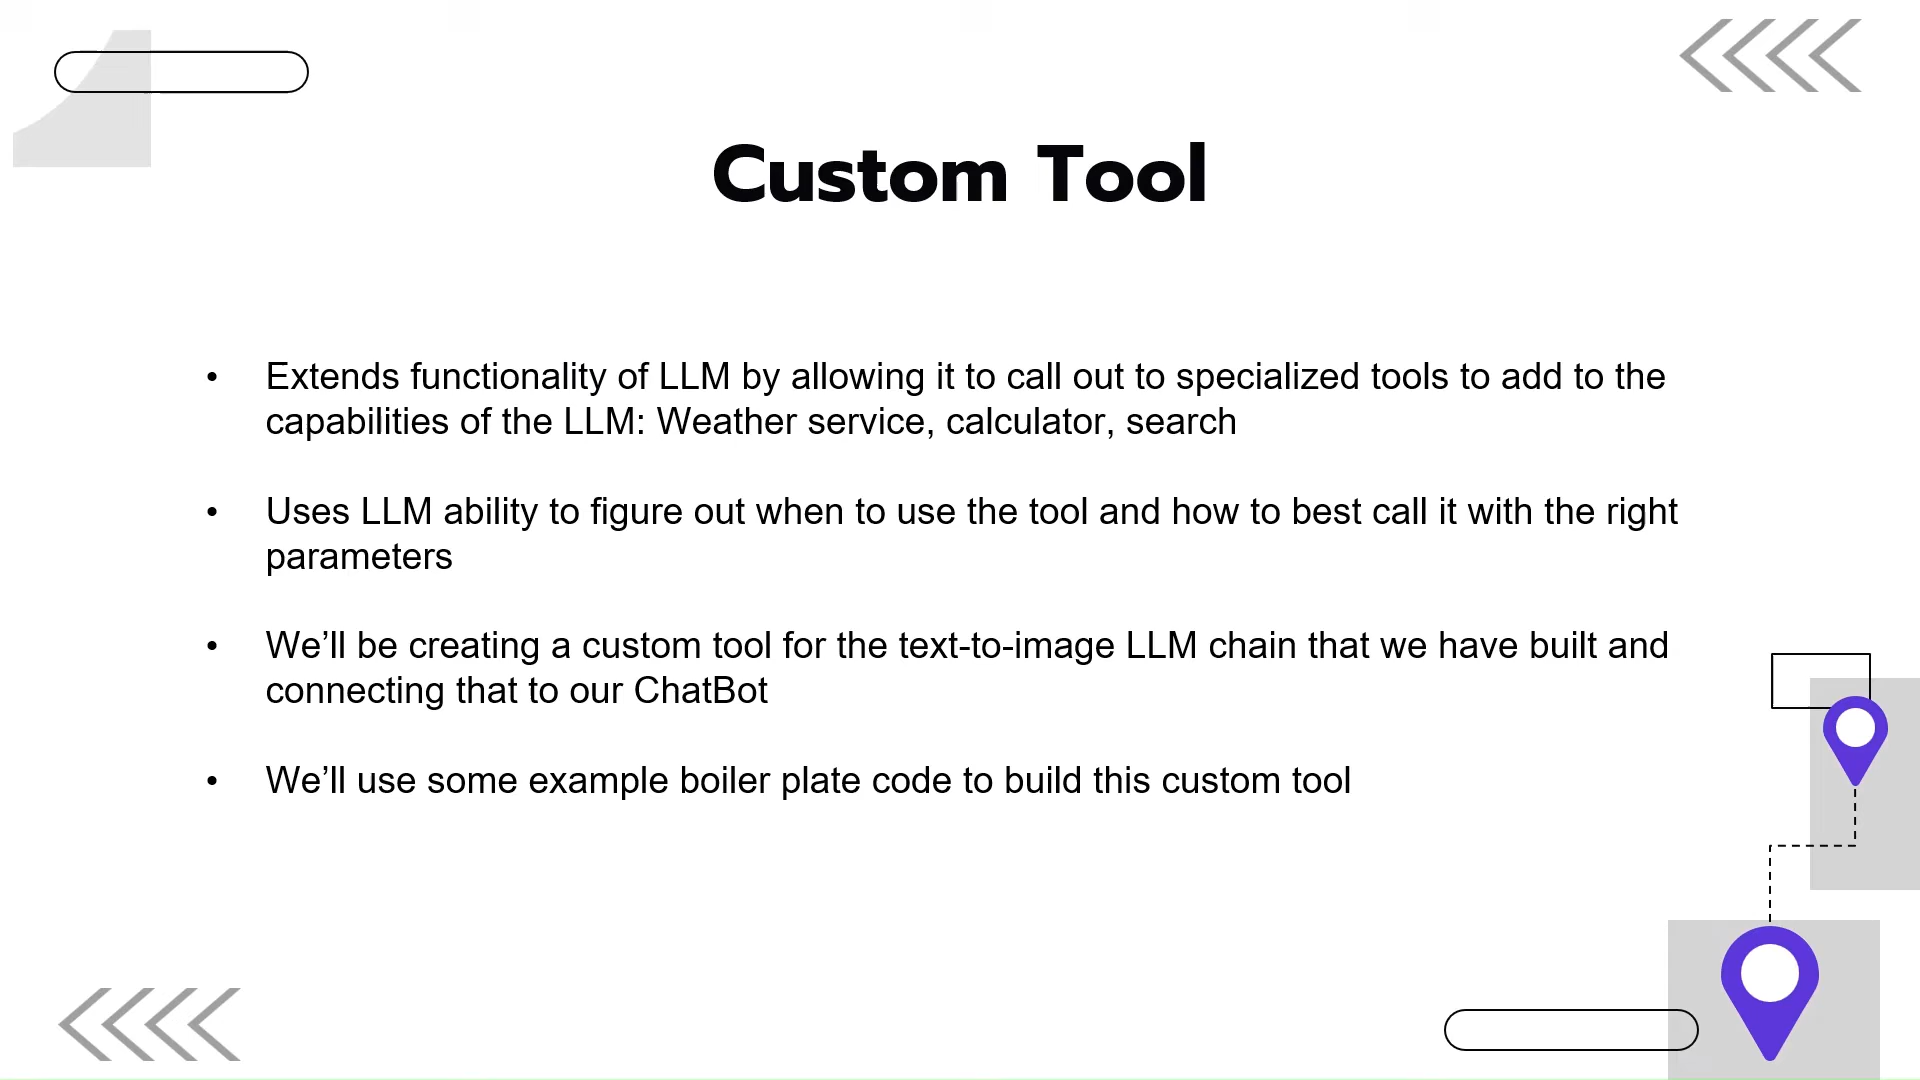 Custom Tool
• Extends functionality of LLM by allowing it to call out to specialized tools to add to the
capabilities of the LLM: Weather service, calculator, search
• Uses LLM ability to figure out when to use the tool and how to best call it with the right
parameters
• We’ll be creating a custom tool for the text-to-image LLM chain that we have built and
connecting that to our ChatBot
• We’ll use some example boiler plate code to build this custom tool